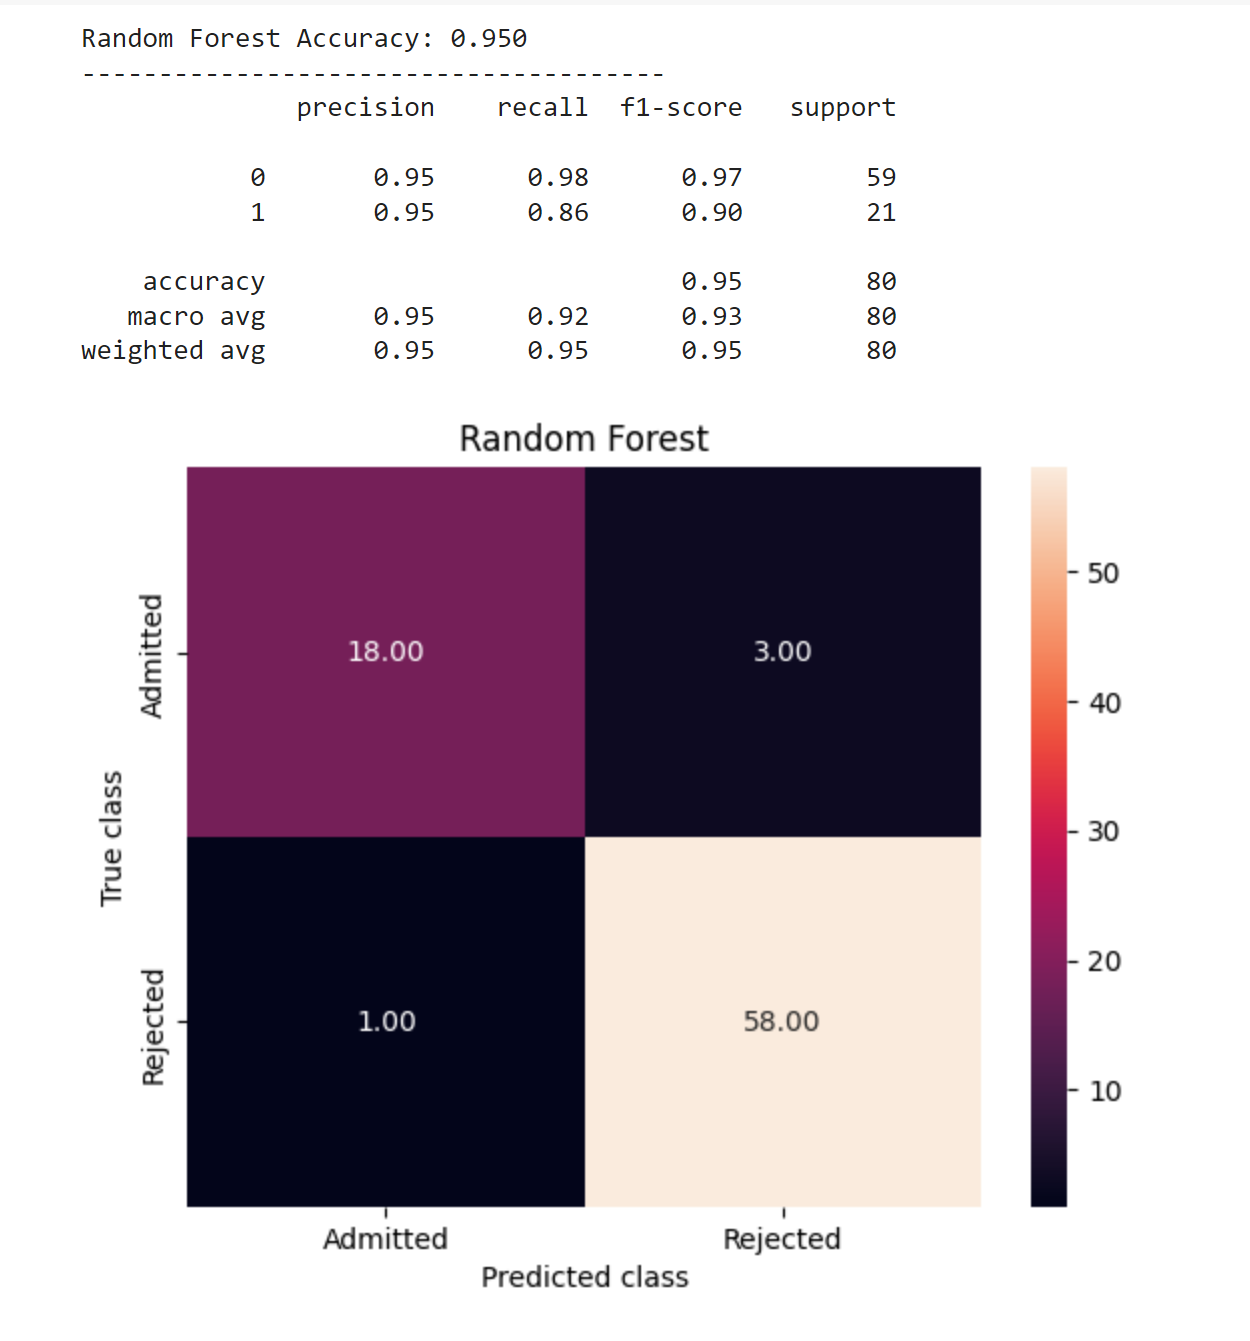 Random Forest Accuracy: 0.950
--------------------------------------
precision recall f1-score support
0 0.95 0.98 0.97 59
1 0.95 0.86 0.90 21
accuracy 0.95 80
macro avg 0.95 0.92 0.93 80
weighted avg 0.95 0.95 0.95 80
Random Forest
Admitted
18.00 3.00
True class
Rejected
1.00 58.00
Admitted Rejected
Predicted class
50
40
30
20
10